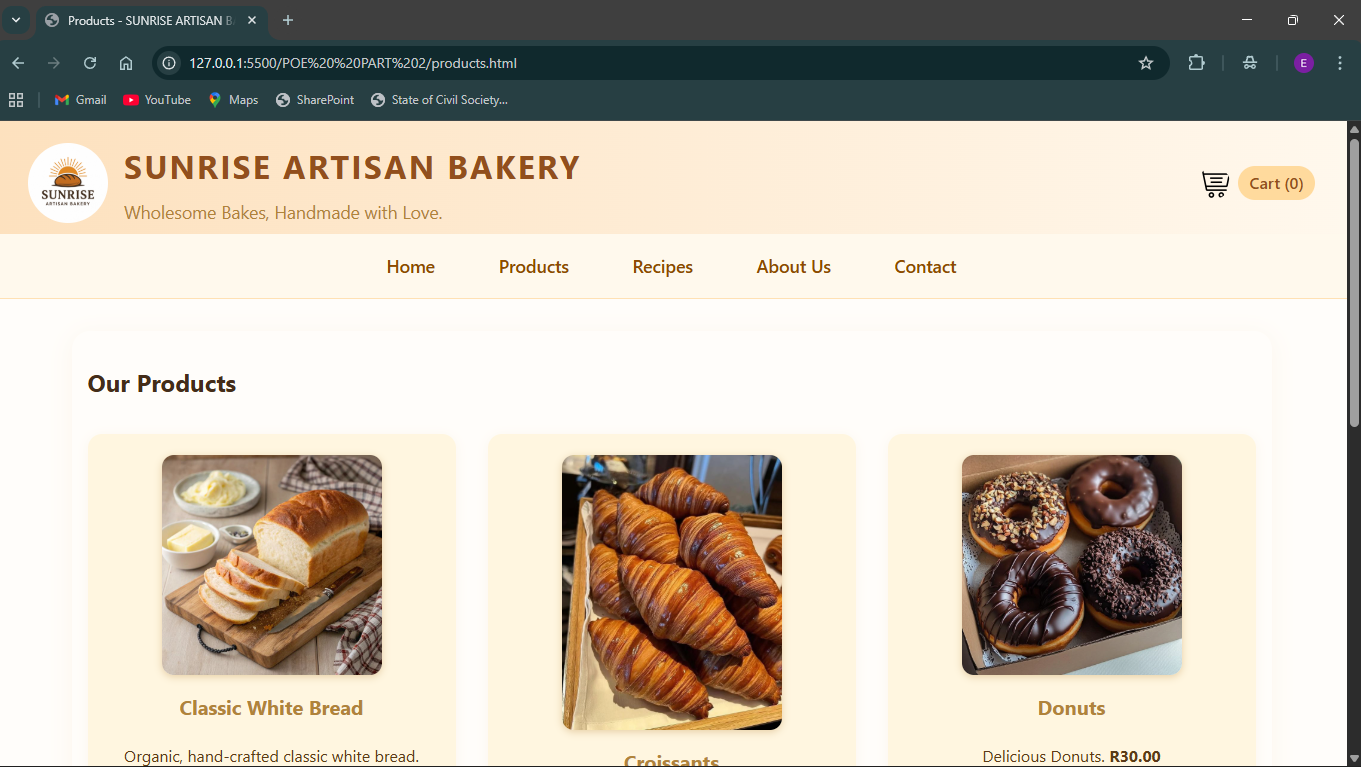 Products - SUNRISE ARTISAN B
127.0.0.1:5500/POE%20%20PART%202/products.html
E
Gmail
YouTube
Maps
SharePoint
State of Civil Society...
SUNRISE
ARTISAN BAKERY
SUNRISE ARTISAN BAKERY
Wholesome Bakes, Handmade with Love.
Cart (0)
Home
Products
Recipes
About Us
Contact
Our Products
Classic White Bread
Organic, hand-crafted classic white bread.
Croissants
Donuts
Delicious Donuts. R30.00